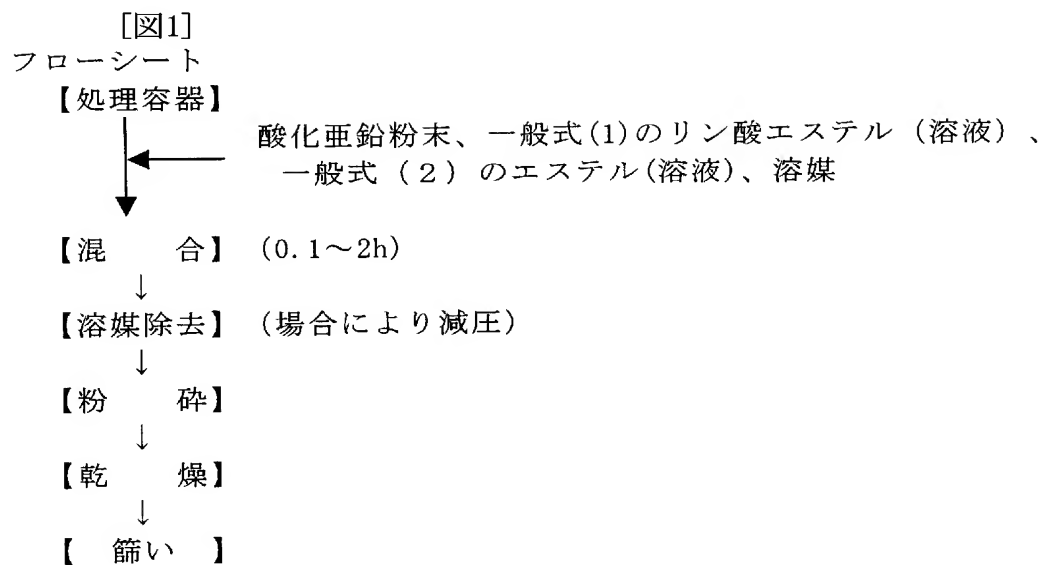 [図1]
フローシート
【処理容器】
酸化亜鉛粉末、一般式(1)のリン酸エステル（溶液）、
一般式（２）のエステル(溶液)、溶媒
【混　　合】 (0.1～2h)
↓
【溶媒除去】 (場合により減圧)
↓
【粉　　砕】
↓
【乾　　燥】
↓
【　篩い　】